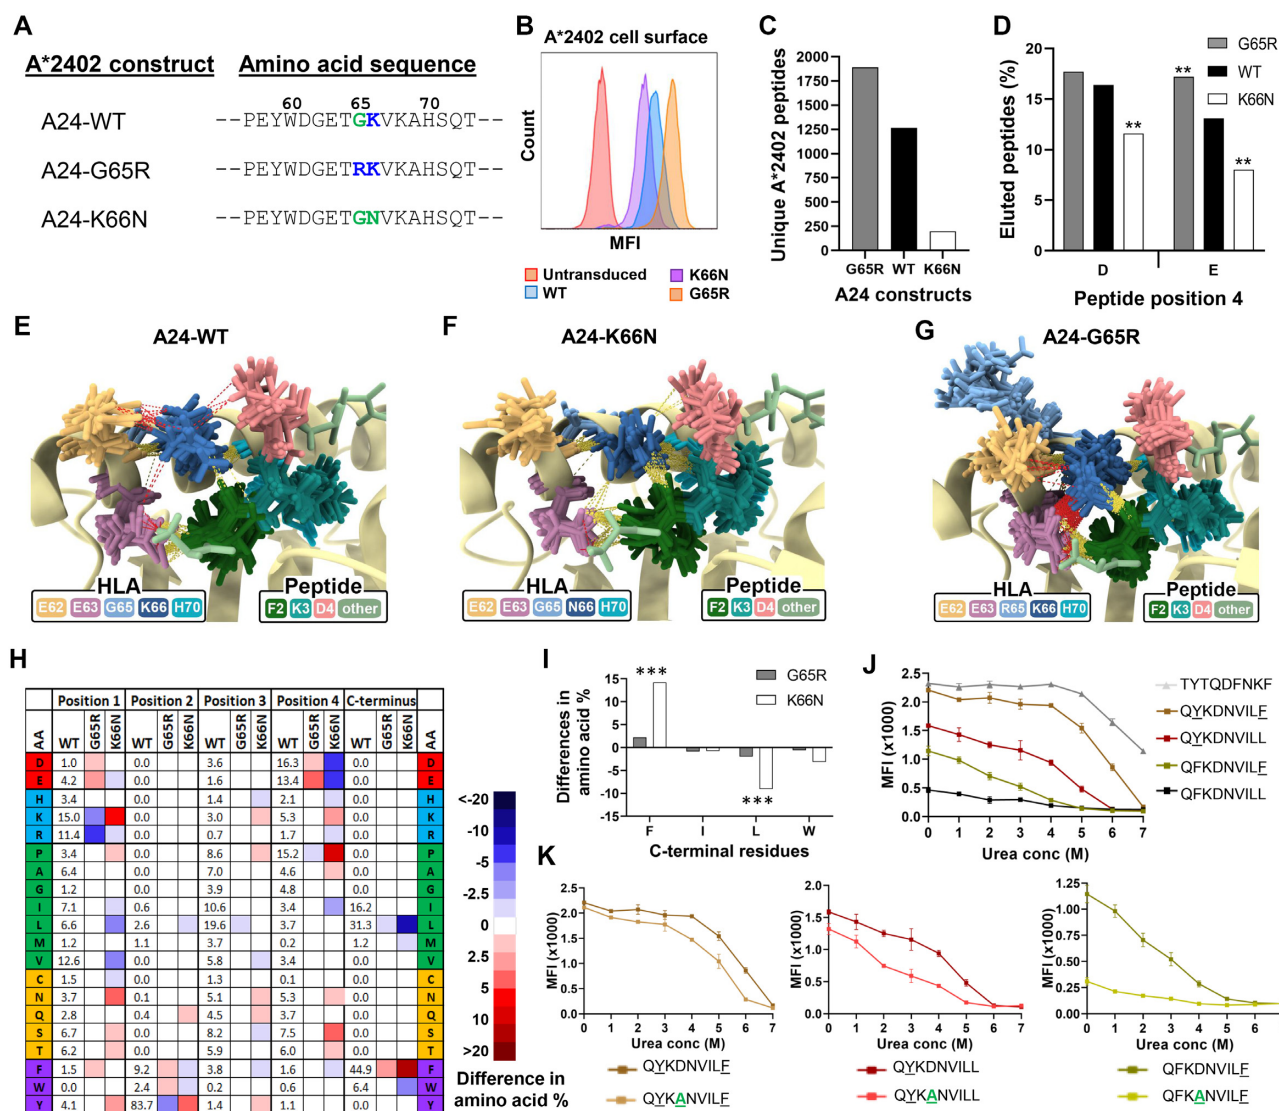 A
A*2402 construct Amino acid sequence
60 66 70
A24-WT --PEYWDGETGKVKAHSQT--
A24-G65R --PEYWDGETRKVKAHSQT--
A24-K66N --PEYWDGETGNVKAHSQT--
B
A*2402 cell surface
Count
MFI
Untransduced
WT
K66N
G65R
C
Unique A*2402 peptides
2000
1750
1500
1250
1000
750
500
250
0
G65R WT K66N
A24 constructs
D
Eluted peptides (%)
20
15
10
5
0
** ** **
G65R
WT
K66N
D E
Peptide position 4
E
A24-WT
HLA
E62 E63 G65 K66 H70
Peptide
F2 K3 D4 other
F
A24-K66N
HLA
E62 E63 G65 N66 H70
Peptide
F2 K3 D4 other
G
A24-G65R
HLA
E62 E63 R65 K66 H70
Peptide
F2 K3 D4 other
H
Position 1 Position 2 Position 3 Position 4 C-terminus
AA WT G65R K66N WT G65R K66N WT G65R K66N WT G65R K66N WT G65R K66N AA
D 1.0 0.0 3.6 16.3 0.0 D
E 4.2 0.0 1.6 13.4 0.0 E
H 3.4 0.0 1.4 2.1 0.0 H
K 15.0 0.0 3.0 5.3 0.0 K
R 11.4 0.0 0.7 1.7 0.0 R
P 3.4 0.0 8.6 15.2 0.0 P
A 6.4 0.0 7.0 4.6 0.0 A
G 1.2 0.0 3.9 4.8 0.0 G
I 7.1 0.6 10.6 3.4 16.2 I
L 6.6 2.6 19.6 3.7 31.3 L
M 1.2 1.1 3.7 0.2 1.2 M
V 12.6 0.0 5.8 3.4 0.0 V
C 1.5 0.0 0.3 0.1 0.0 C
N 3.7 0.1 5.1 5.3 0.0 N
Q 2.8 0.4 4.5 3.7 0.0 Q
S 6.7 0.0 8.2 7.5 0.0 S
T 6.2 0.0 5.9 6.0 0.0 T
F 1.5 9.2 3.8 1.6 44.9 F
W 0.0 2.4 0.2 0.6 6.4 W
Y 4.1 83.7 1.4 1.1 0.0 Y
<-20
-10
-5
-2.5
0
2.5
5
10
>20
Difference in
amino acid %
I
Differences in
amino acid %
15
10
5
0
-5
-10
-15
***
***
G65R
K66N
F I L W
C-terminal residues
J
MFI (x1000)
2.5
2.0
1.5
1.0
0.5
0.0
0 1 2 3 4 5 6 7
Urea conc (M)
TYTQDFNKF
QYKDNVILF
QYKDNVILL
QFKDNVILF
QFKDNVILL
K
MFI (x1000)
2.5
2.0
1.5
1.0
0.5
0.0
0 1 2 3 4 5 6 7
Urea conc (M)
QYKDNVILF
QYKANVILF
MFI (x1000)
2.0
1.5
1.0
0.5
0.0
0 1 2 3 4 5 6 7
Urea conc (M)
QYKDNVILL
QYKANVILL
MFI (x1000)
1.25
1.00
0.75
0.50
0.25
0.00
0 1 2 3 4 5 6
Urea conc (M)
QFKDNVILF
QFKANVILF